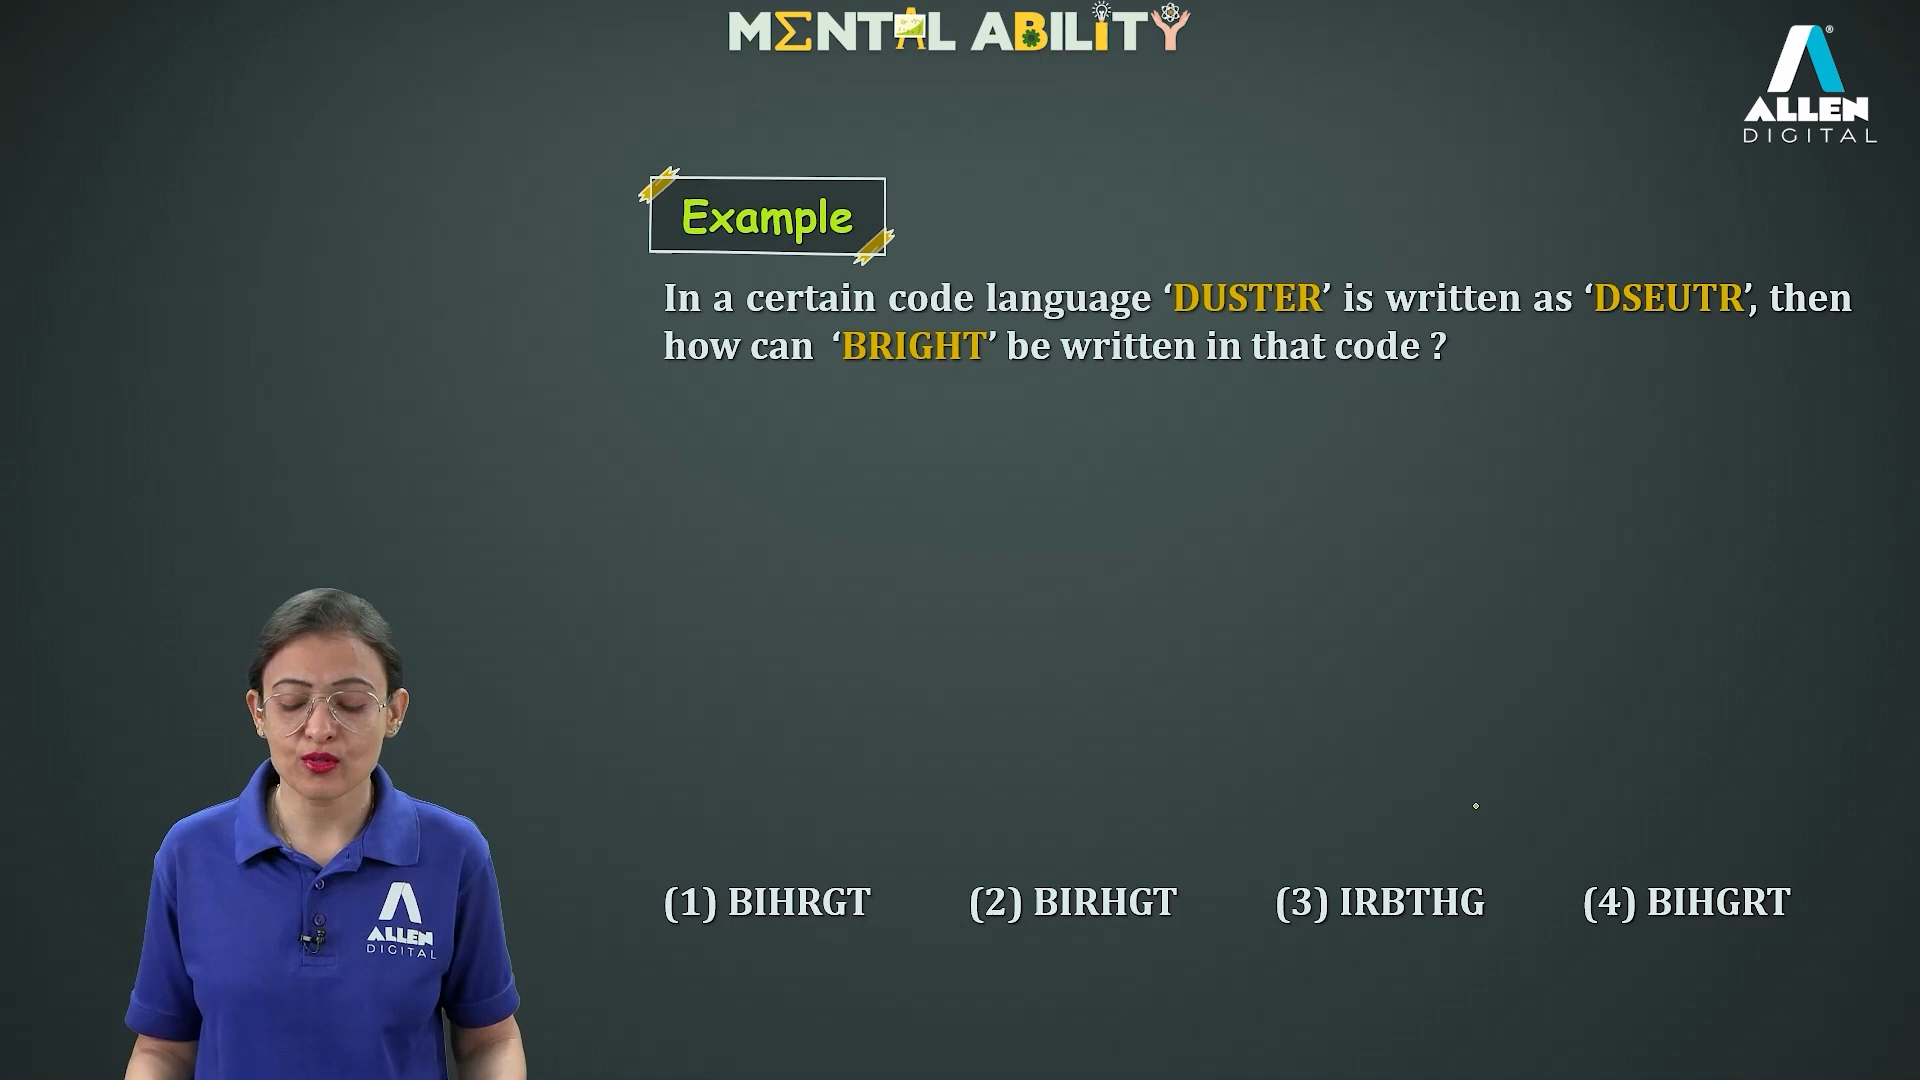 MΣNTAL ABILITY
ALLEN
DIGITAL
Example
In a certain code language ‘DUSTER’ is written as ‘DSEUTR’, then
how can ‘BRIGHT’ be written in that code ?
(1) BIHRGT (2) BIRHGT (3) IRBTHG (4) BIHGRT
ALLEN
DIGITAL